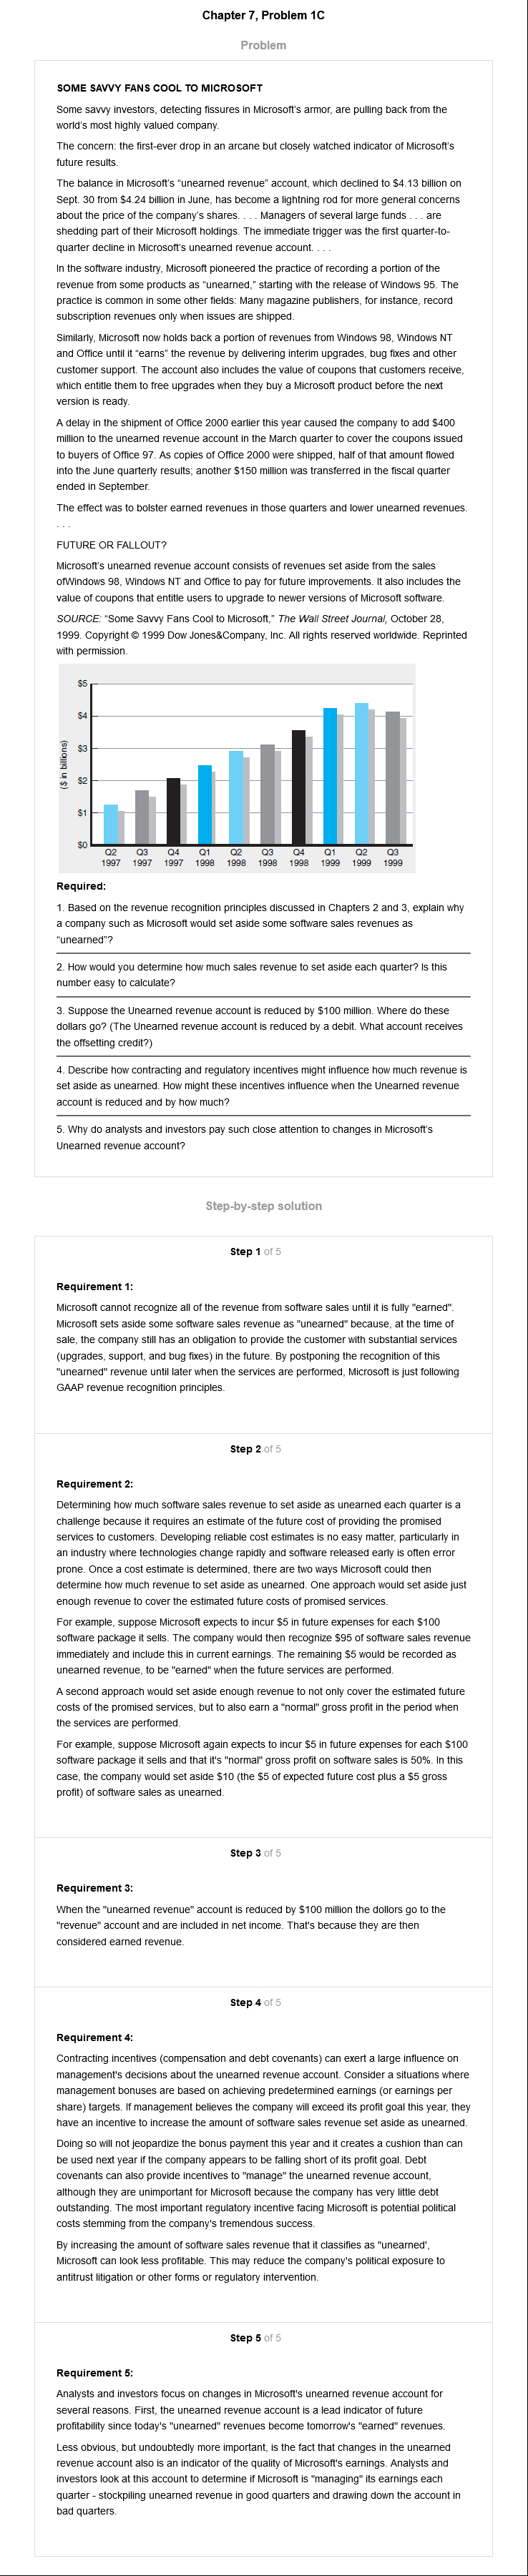 Chapter 7, Problem 1C
Problem
SOME SAVVY FANS COOL TO MICROSOFT
Some savvy investors, detecting fissures in Microsoft's armor, are pulling back from the
world's most highly valued company.
The concern: the first-ever drop in an arcane but closely watched indicator of Microsoft's
future results.
The balance in Microsoft's “unearned revenue” account, which declined to $4.13 billion on
Sept. 30 from $4.24 billion in June, has become a lightning rod for more general concerns
about the price of the company's shares. . . . Managers of several large funds . . . are
shedding part of their Microsoft holdings. The immediate trigger was the first quarter-to-
quarter decline in Microsoft's unearned revenue account. . . .
In the software industry, Microsoft pioneered the practice of recording a portion of the
revenue from some products as “unearned,” starting with the release of Windows 95. The
practice is common in some other fields: Many magazine publishers, for instance, record
subscription revenues only when issues are shipped.
Similarly, Microsoft now holds back a portion of revenues from Windows 98, Windows NT
and Office until it “earns” the revenue by delivering interim upgrades, bug fixes and other
customer support. The account also includes the value of coupons that customers receive,
which entitle them to free upgrades when they buy a Microsoft product before the next
version is ready.
A delay in the shipment of Office 2000 earlier this year caused the company to add $400
million to the unearned revenue account in the March quarter to cover the coupons issued
to buyers of Office 97. As copies of Office 2000 were shipped, half of that amount flowed
into the June quarterly results; another $150 million was transferred in the fiscal quarter
ended in September.
The effect was to bolster earned revenues in those quarters and lower unearned revenues.
. . .
FUTURE OR FALLOUT?
Microsoft's unearned revenue account consists of revenues set aside from the sales
ofWindows 98, Windows NT and Office to pay for future improvements. It also includes the
value of coupons that entitle users to upgrade to newer versions of Microsoft software.
SOURCE: “Some Savvy Fans Cool to Microsoft,” The Wall Street Journal, October 28,
1999. Copyright © 1999 Dow Jones&Company, Inc. All rights reserved worldwide. Reprinted
with permission.
($ in billions)
$5
$4
$3
$2
$1
$0
Q2 Q3 Q4 Q1 Q2 Q3 Q4 Q1 Q2 Q3
1997 1997 1997 1998 1998 1998 1998 1999 1999 1999
Required:
1. Based on the revenue recognition principles discussed in Chapters 2 and 3, explain why
a company such as Microsoft would set aside some software sales revenues as
“unearned”?
2. How would you determine how much sales revenue to set aside each quarter? Is this
number easy to calculate?
3. Suppose the Unearned revenue account is reduced by $100 million. Where do these
dollars go? (The Unearned revenue account is reduced by a debit. What account receives
the offsetting credit?)
4. Describe how contracting and regulatory incentives might influence how much revenue is
set aside as unearned. How might these incentives influence when the Unearned revenue
account is reduced and by how much?
5. Why do analysts and investors pay such close attention to changes in Microsoft's
Unearned revenue account?
Step-by-step solution
Step 1 of 5
Requirement 1:
Microsoft cannot recognize all of the revenue from software sales until it is fully "earned".
Microsoft sets aside some software sales revenue as "unearned" because, at the time of
sale, the company still has an obligation to provide the customer with substantial services
(upgrades, support, and bug fixes) in the future. By postponing the recognition of this
"unearned" revenue until later when the services are performed, Microsoft is just following
GAAP revenue recognition principles.
Step 2 of 5
Requirement 2:
Determining how much software sales revenue to set aside as unearned each quarter is a
challenge because it requires an estimate of the future cost of providing the promised
services to customers. Developing reliable cost estimates is no easy matter, particularly in
an industry where technologies change rapidly and software released early is often error
prone. Once a cost estimate is determined, there are two ways Microsoft could then
determine how much revenue to set aside as unearned. One approach would set aside just
enough revenue to cover the estimated future costs of promised services.
For example, suppose Microsoft expects to incur $5 in future expenses for each $100
software package it sells. The company would then recognize $95 of software sales revenue
immediately and include this in current earnings. The remaining $5 would be recorded as
unearned revenue, to be "earned" when the future services are performed.
A second approach would set aside enough revenue to not only cover the estimated future
costs of the promised services, but to also earn a "normal" gross profit in the period when
the services are performed.
For example, suppose Microsoft again expects to incur $5 in future expenses for each $100
software package it sells and that it's "normal" gross profit on software sales is 50%. In this
case, the company would set aside $10 (the $5 of expected future cost plus a $5 gross
profit) of software sales as unearned.
Step 3 of 5
Requirement 3:
When the "unearned revenue" account is reduced by $100 million the dollors go to the
"revenue" account and are included in net income. That's because they are then
considered earned revenue.
Step 4 of 5
Requirement 4:
Contracting incentives (compensation and debt covenants) can exert a large influence on
management's decisions about the unearned revenue account. Consider a situations where
management bonuses are based on achieving predetermined earnings (or earnings per
share) targets. If management believes the company will exceed its profit goal this year, they
have an incentive to increase the amount of software sales revenue set aside as unearned.
Doing so will not jeopardize the bonus payment this year and it creates a cushion than can
be used next year if the company appears to be falling short of its profit goal. Debt
covenants can also provide incentives to "manage" the unearned revenue account,
although they are unimportant for Microsoft because the company has very little debt
outstanding. The most important regulatory incentive facing Microsoft is potential political
costs stemming from the company's tremendous success.
By increasing the amount of software sales revenue that it classifies as "unearned',
Microsoft can look less profitable. This may reduce the company's political exposure to
antitrust litigation or other forms or regulatory intervention.
Step 5 of 5
Requirement 5:
Analysts and investors focus on changes in Microsoft's unearned revenue account for
several reasons. First, the unearned revenue account is a lead indicator of future
profitability since today's "unearned" revenues become tomorrow's "earned" revenues.
Less obvious, but undoubtedly more important, is the fact that changes in the unearned
revenue account also is an indicator of the quality of Microsoft's earnings. Analysts and
investors look at this account to determine if Microsoft is "managing" its earnings each
quarter - stockpiling unearned revenue in good quarters and drawing down the account in
bad quarters.